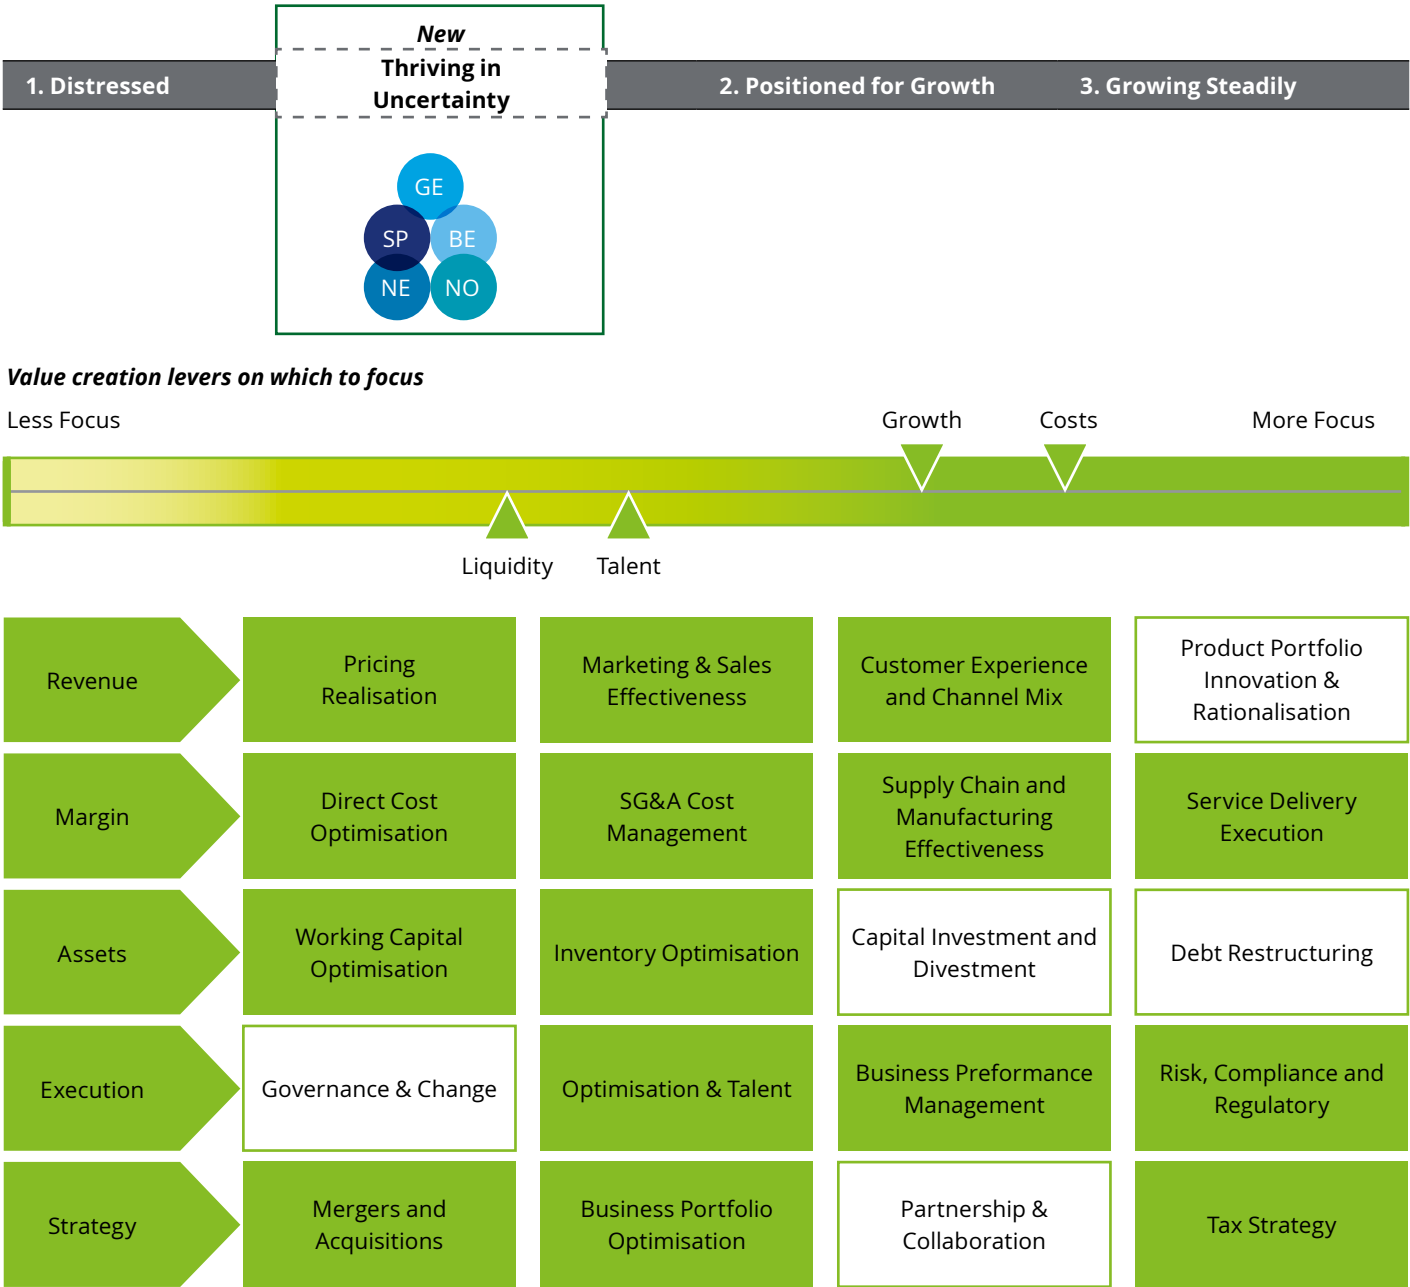 New
1. Distressed
Thriving in
Uncertainty
2. Positioned for Growth
3. Growing Steadily
GE
SP
BE
NE
NO
Value creation levers on which to focus
Less Focus
Growth
Costs
More Focus
Liquidity
Talent
Revenue
Pricing
Realisation
Marketing & Sales
Effectiveness
Customer Experience
and Channel Mix
Product Portfolio
Innovation &
Rationalisation
Margin
Direct Cost
Optimisation
SG&A Cost
Management
Supply Chain and
Manufacturing
Effectiveness
Service Delivery
Execution
Assets
Working Capital
Optimisation
Inventory Optimisation
Capital Investment and
Divestment
Debt Restructuring
Execution
Governance & Change
Optimisation & Talent
Business Preformance
Management
Risk, Compliance and
Regulatory
Strategy
Mergers and
Acquisitions
Business Portfolio
Optimisation
Partnership &
Collaboration
Tax Strategy